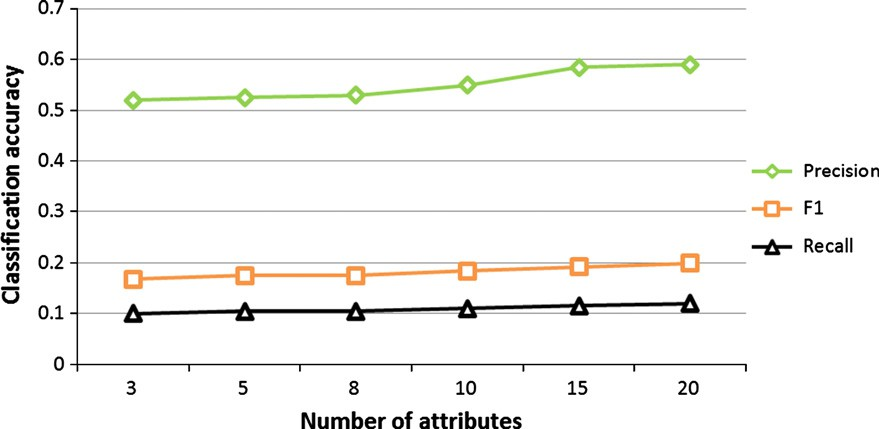 0.7
0.6
0.5
0.4
0.3
0.2
0.1
0
Classification accuracy
3 5 8 10 15 20
Number of attributes
Precision
F1
Recall